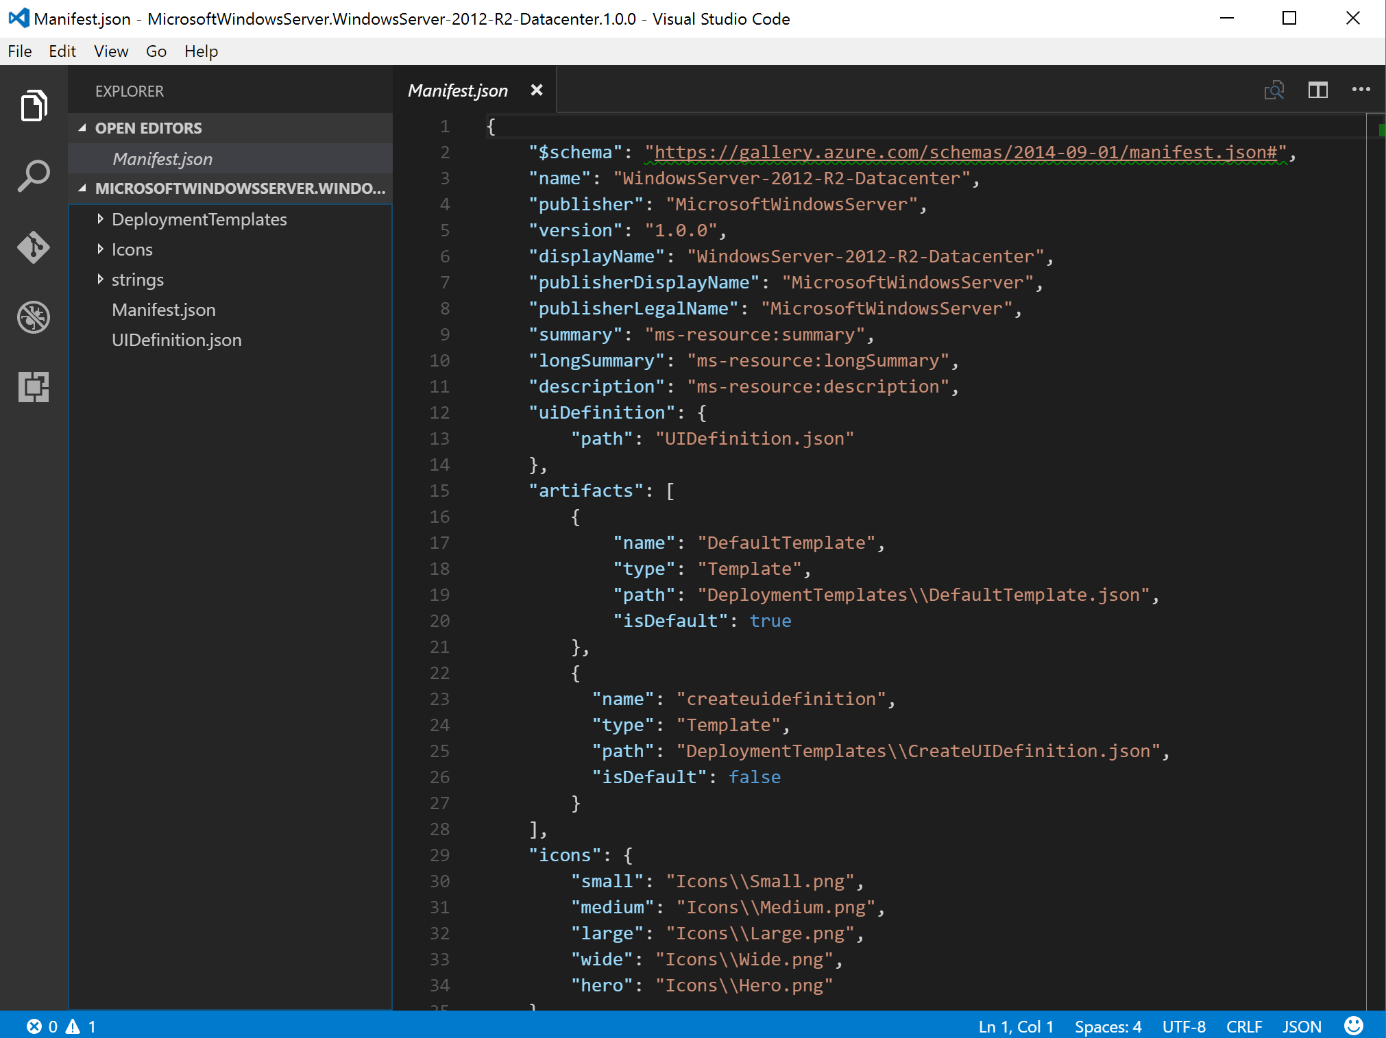 Manifest.json - MicrosoftWindowsServer.WindowsServer-2012-R2-Datacenter.1.0.0 - Visual Studio Code
File Edit View Go Help
EXPLORER
OPEN EDITORS
Manifest.json
MICROSOFTWINDOWSSERVER.WINDO...
DeploymentTemplates
Icons
strings
Manifest.json
UIDefinition.json
Manifest.json
1 {
2 "$schema": "https://gallery.azure.com/schemas/2014-09-01/manifest.json#",
3 "name": "WindowsServer-2012-R2-Datacenter",
4 "publisher": "MicrosoftWindowsServer",
5 "version": "1.0.0",
6 "displayName": "WindowsServer-2012-R2-Datacenter",
7 "publisherDisplayName": "MicrosoftWindowsServer",
8 "publisherLegalName": "MicrosoftWindowsServer",
9 "summary": "ms-resource:summary",
10 "longSummary": "ms-resource:longSummary",
11 "description": "ms-resource:description",
12 "uiDefinition": {
13 "path": "UIDefinition.json"
14 },
15 "artifacts": [
16 {
17 "name": "DefaultTemplate",
18 "type": "Template",
19 "path": "DeploymentTemplates\\DefaultTemplate.json",
20 "isDefault": true
21 },
22 {
23 "name": "createuidefinition",
24 "type": "Template",
25 "path": "DeploymentTemplates\\CreateUIDefinition.json",
26 "isDefault": false
27 }
28 ],
29 "icons": {
30 "small": "Icons\\Small.png",
31 "medium": "Icons\\Medium.png",
32 "large": "Icons\\Large.png",
33 "wide": "Icons\\Wide.png",
34 "hero": "Icons\\Hero.png"
0 1 Ln 1, Col 1 Spaces: 4 UTF-8 CRLF JSON